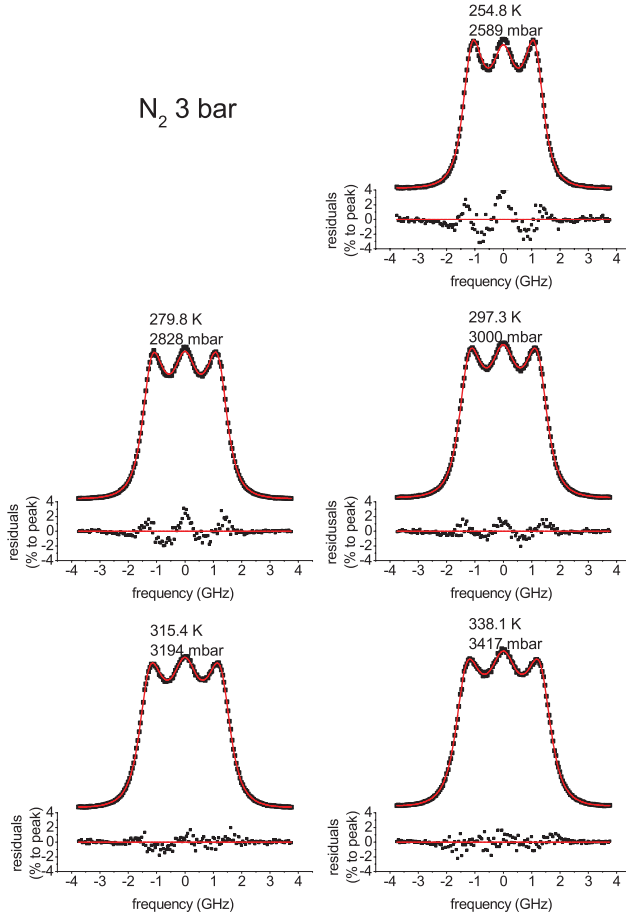 254.8 K
2589 mbar
N2 3 bar
residuals
(% to peak)
4
2
0
-2
-4
-4 -3 -2 -1 0 1 2 3 4
frequency (GHz)
279.8 K
2828 mbar
residuals
(% to peak)
4
2
0
-2
-4
-4 -3 -2 -1 0 1 2 3 4
frequency (GHz)
297.3 K
3000 mbar
residusals
(% to peak)
4
2
0
-2
-4
-4 -3 -2 -1 0 1 2 3 4
frequency (GHz)
315.4 K
3194 mbar
residuals
(% to peak)
4
2
0
-2
-4
-4 -3 -2 -1 0 1 2 3 4
frequency (GHz)
338.1 K
3417 mbar
residuals
(% to peak)
4
2
0
-2
-4
-4 -3 -2 -1 0 1 2 3 4
frequency (GHz)